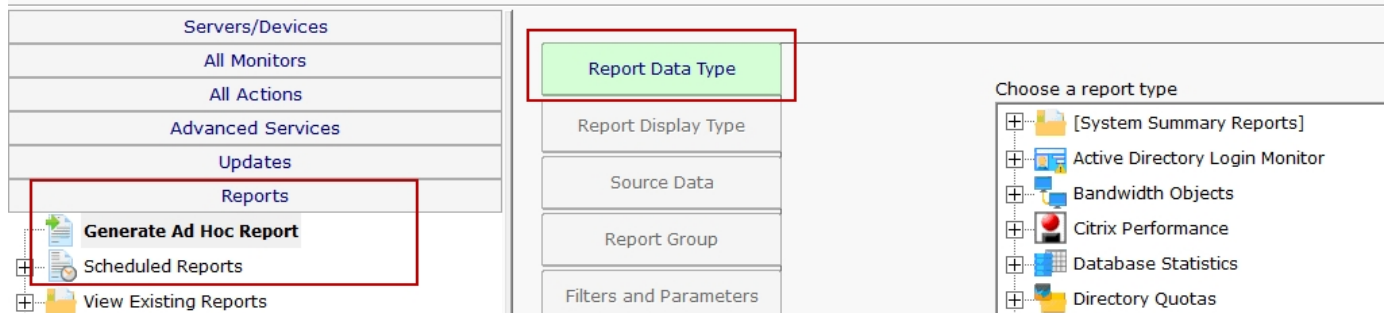 Servers/Devices
All Monitors
All Actions
Advanced Services
Updates
Reports
Generate Ad Hoc Report
Scheduled Reports
View Existing Reports
Report Data Type
Report Display Type
Source Data
Report Group
Filters and Parameters
Choose a report type
[System Summary Reports]
Active Directory Login Monitor
Bandwidth Objects
Citrix Performance
Database Statistics
Directory Quotas